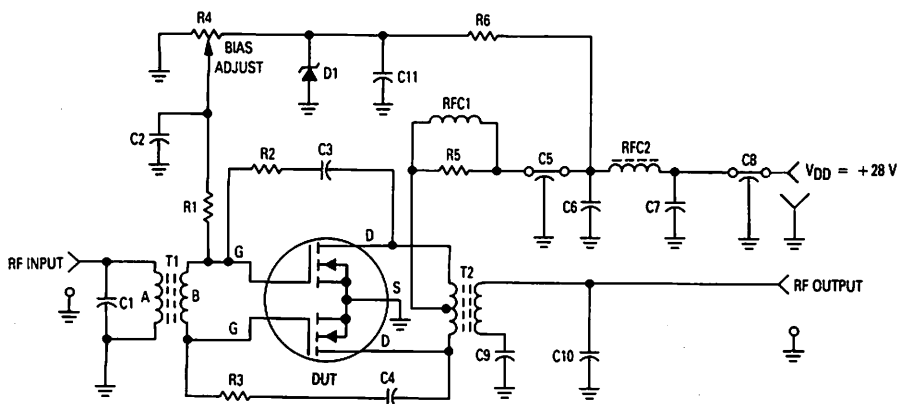 R4
R6
BIAS
ADJUST
D1
C11
RFC1
C2
R2
C3
R5
C5
RFC2
C8
V_DD = +28 V
R1
C6
C7
D
G
RF INPUT
T1
T2
S
RF OUTPUT
C1
A
B
G
D
C9
C10
DUT
R3
C4